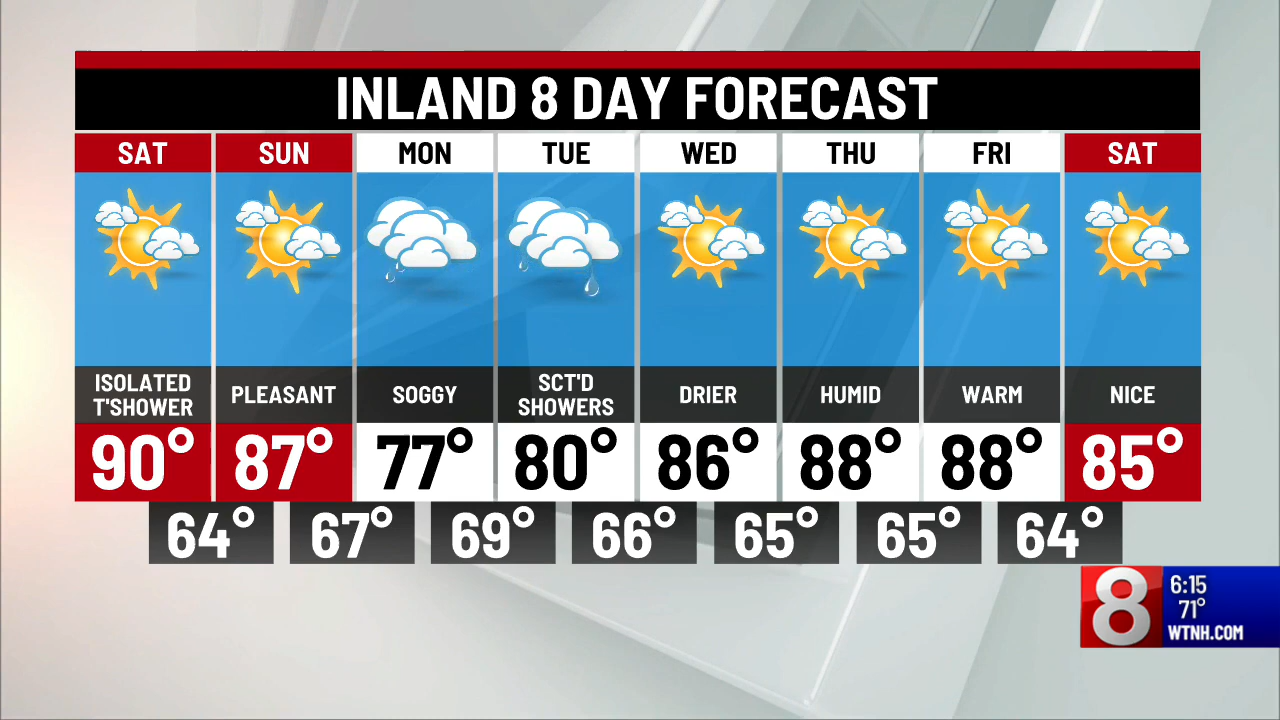 INLAND 8 DAY FORECAST
SAT SUN MON TUE WED THU FRI SAT
ISOLATED
T'SHOWER
PLEASANT
SOGGY
SCT'D
SHOWERS
DRIER
HUMID
WARM
NICE
90° 87° 77° 80° 86° 88° 88° 85°
64° 67° 69° 66° 65° 65° 64°
8
6:15
71°
WTNH.COM